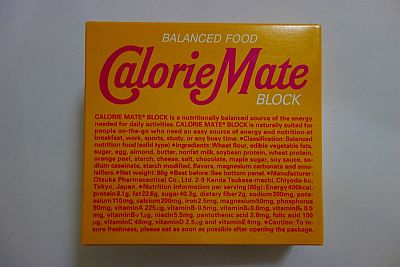 BALANCED FOOD
CalorieMate
BLOCK
CALORIE MATE® BLOCK is a nutritionally balanced source of the energy
needed for daily activities. CALORIE MATE® BLOCK is naturally suited for
people on-the-go who need an easy source of energy and nutrition-at
breakfast, work, sports, study, or any busy time. ●Classification: Balanced
nutrition food (solid type) ●Ingredients: Wheat flour, edible vegetable fats,
sugar, egg, almond, butter, nonfat milk, soybean protein, wheat protein,
orange peel, starch, cheese, salt, chocolate, maple sugar, soy sauce, so-
dium caseinate, starch modified, flavors, magnesium carbonate and emu-
lsifiers. ●Net weight: 80g ●Best before: See bottom panel. ●Manufacturer:
Otsuka Pharmaceutical Co., Ltd. 2-9 Kanda Tsukasa-machi, Chiyoda-ku,
Tokyo, Japan. ●Nutrition information per serving (80g): Energy 400kcal,
protein 8.1g, fat 22.6g, sugar 40.3g, dietary fiber 2g, sodium 300mg, pota-
ssium 110mg, calcium 200mg, iron 2.5mg, magnesium 50mg, phosphorus
90mg, vitamin A 225μg, vitamin B₁ 0.6mg, vitamin B₂ 0.6mg, vitamin B₆ 0.5
mg, vitamin B₁₂ 1μg, niacin 5.5mg, pantothenic acid 2.8mg, folic acid 100
μg, vitamin C 40mg, vitamin D 2.5μg, and vitamin E 4mg. ●Caution: To in-
sure freshness, please eat as soon as possible after opening the package.